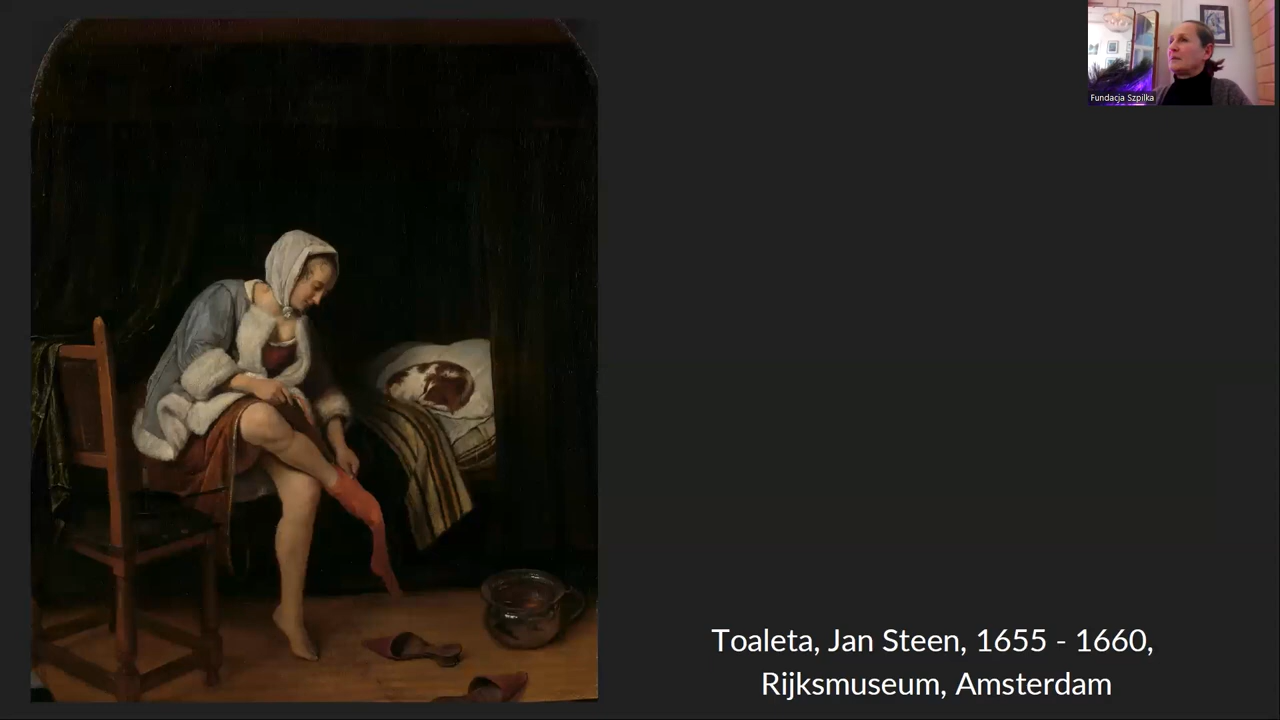 Fundacja Szpilka
Toaleta, Jan Steen, 1655 - 1660,
Rijksmuseum, Amsterdam